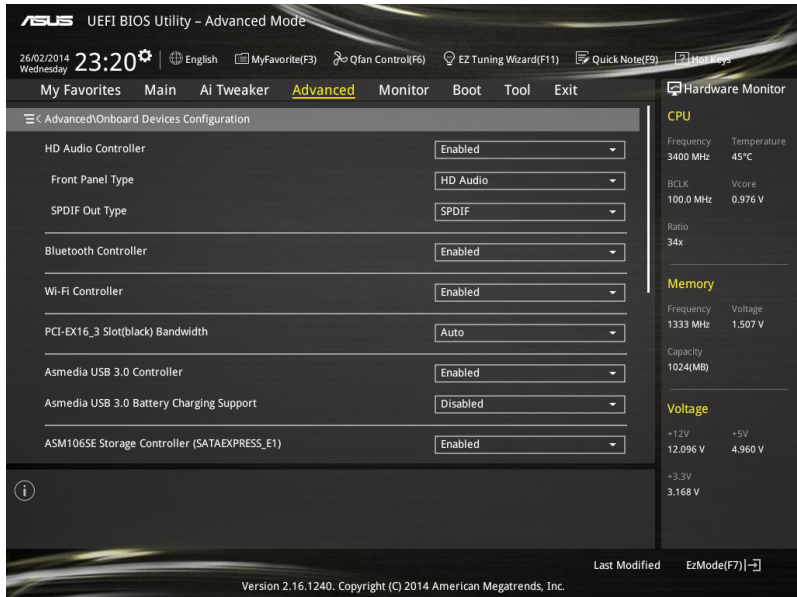 ASUS UEFI BIOS Utility – Advanced Mode
26/02/2014
Wednesday
23:20
English MyFavorite(F3) Qfan Control(F6) EZ Tuning Wizard(F11) Quick Note(F9) ? Hot Keys
My Favorites Main Ai Tweaker Advanced Monitor Boot Tool Exit
Advanced\Onboard Devices Configuration
HD Audio Controller Enabled
Front Panel Type HD Audio
SPDIF Out Type SPDIF
Bluetooth Controller Enabled
Wi-Fi Controller Enabled
PCI-EX16_3 Slot(black) Bandwidth Auto
Asmedia USB 3.0 Controller Enabled
Asmedia USB 3.0 Battery Charging Support Disabled
ASM106SE Storage Controller (SATAEXPRESS_E1) Enabled
Hardware Monitor
CPU
Frequency Temperature
3400 MHz 45°C
BCLK Vcore
100.0 MHz 0.976 V
Ratio
34x
Memory
Frequency Voltage
1333 MHz 1.507 V
Capacity
1024(MB)
Voltage
+12V +5V
12.096 V 4.960 V
+3.3V
3.168 V
i
Last Modified EzMode(F7)
Version 2.16.1240. Copyright (C) 2014 American Megatrends, Inc.